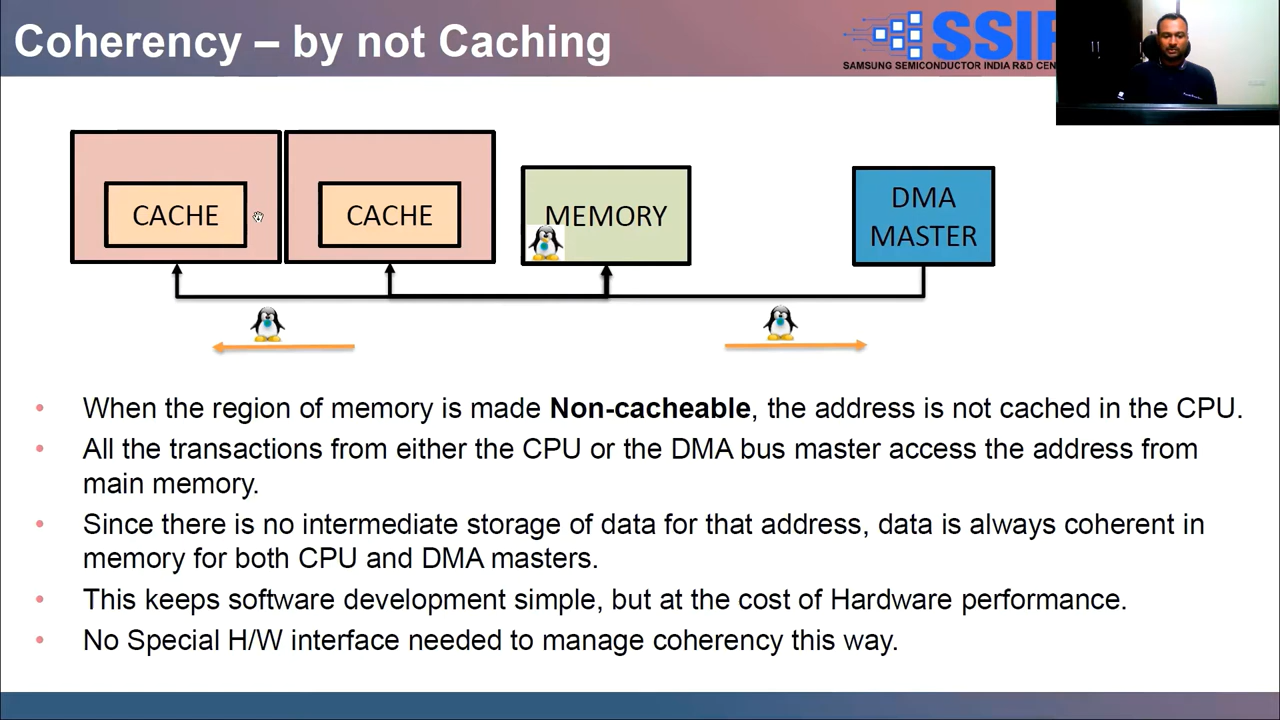 Coherency – by not Caching
SSIR
SAMSUNG SEMICONDUCTOR INDIA R&D CEN
CACHE
CACHE
MEMORY
DMA
MASTER
• When the region of memory is made Non-cacheable, the address is not cached in the CPU.
• All the transactions from either the CPU or the DMA bus master access the address from
main memory.
• Since there is no intermediate storage of data for that address, data is always coherent in
memory for both CPU and DMA masters.
• This keeps software development simple, but at the cost of Hardware performance.
• No Special H/W interface needed to manage coherency this way.